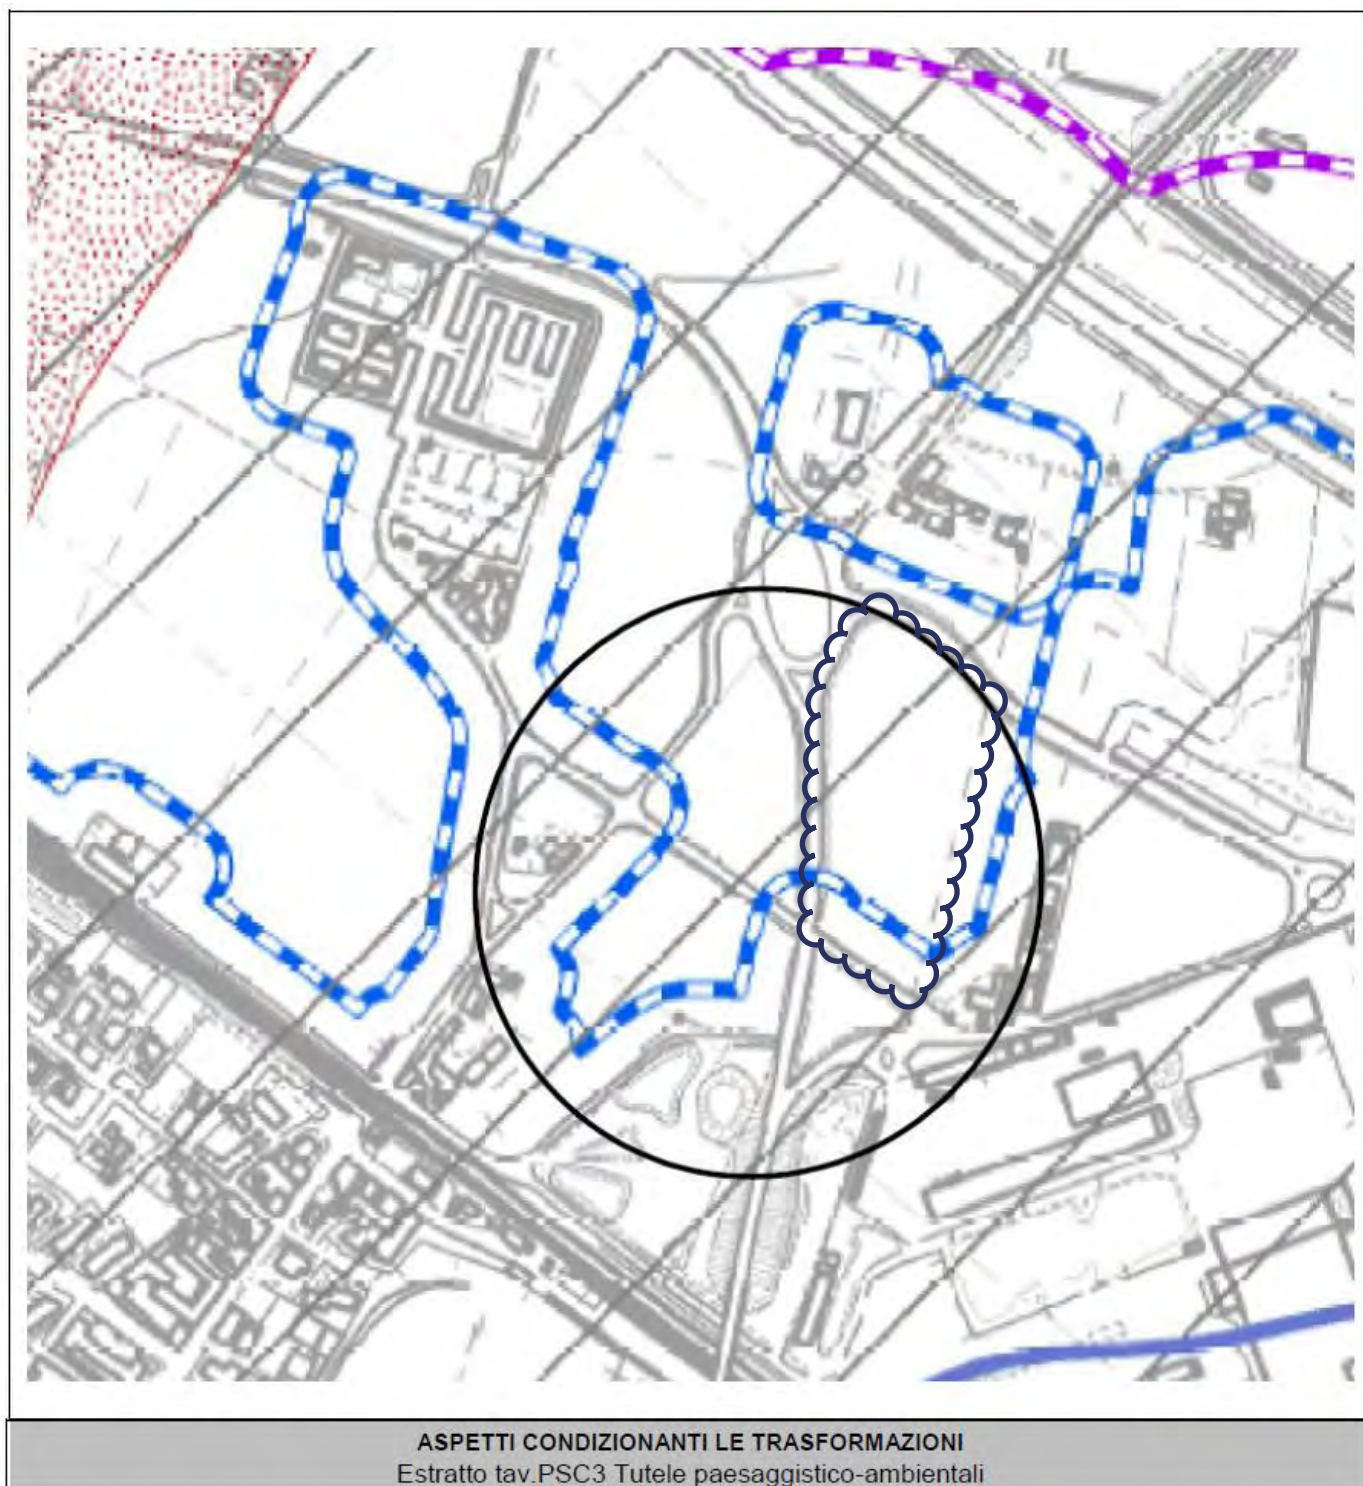 ASPETTI CONDIZIONANTI LE TRASFORMAZIONI
Estratto tav.PSC3 Tutele paesaggistico-ambientali